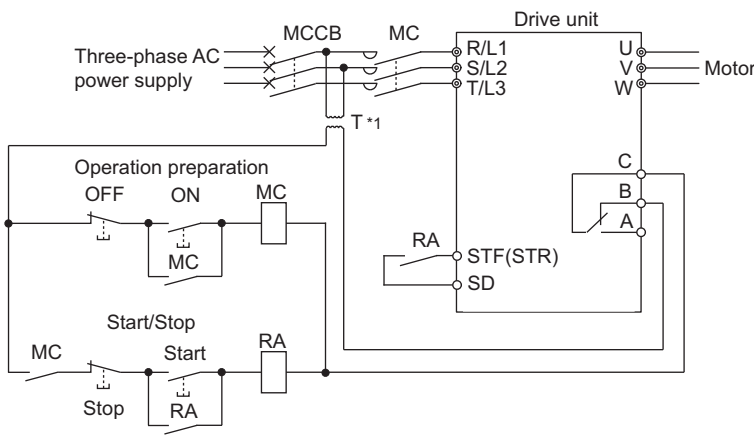 Drive unit
MCCB
MC
Three-phase AC
power supply
R/L1
S/L2
T/L3
U
V
W
Motor
T *1
Operation preparation
OFF
ON
MC
MC
C
B
A
RA
STF(STR)
SD
Start/Stop
MC
Start
RA
Stop
RA